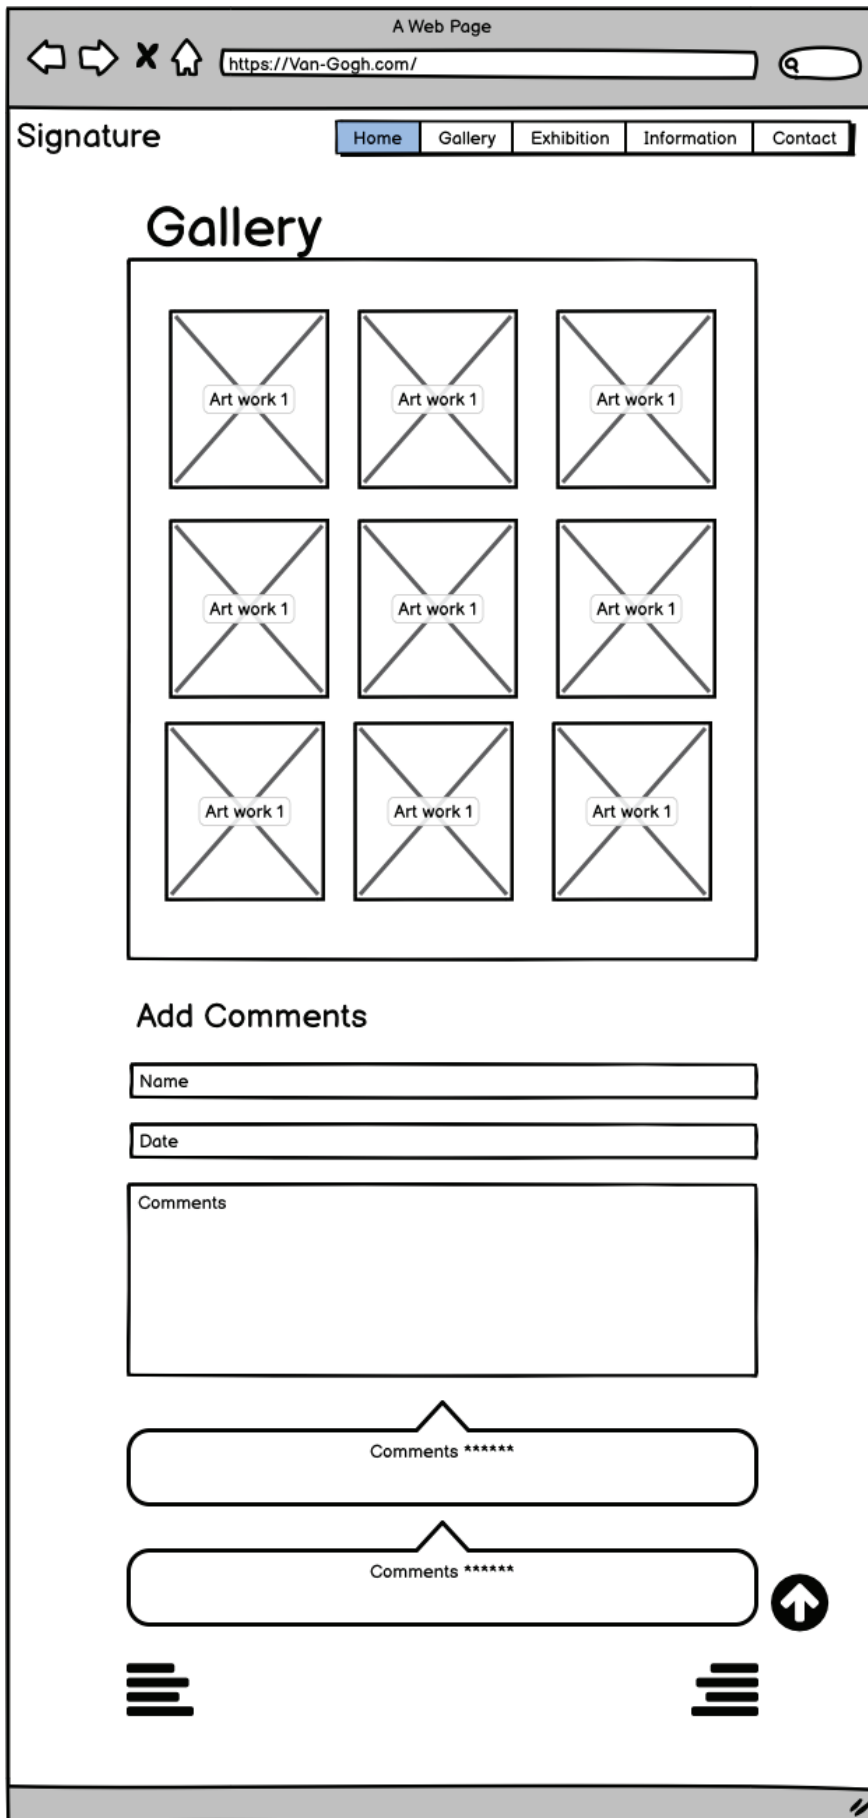 A Web Page
https://Van-Gogh.com/
Signature
Home Gallery Exhibition Information Contact
Gallery
Art work 1 Art work 1 Art work 1
Art work 1 Art work 1 Art work 1
Art work 1 Art work 1 Art work 1
Add Comments
Name
Date
Comments
Comments ******
Comments ******